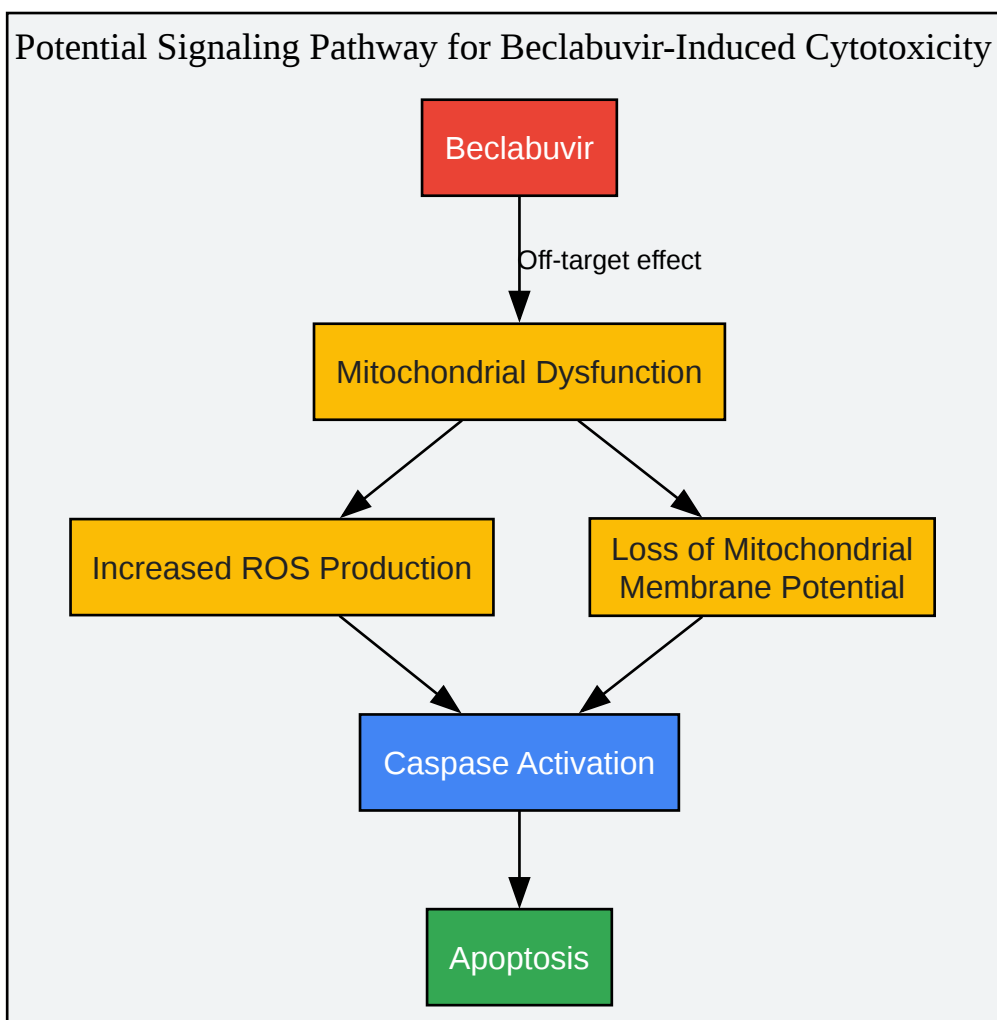 Potential Signaling Pathway for Beclabuvir-Induced Cytotoxicity
Beclabuvir
Off-target effect
Mitochondrial Dysfunction
Increased ROS Production
Loss of Mitochondrial
Membrane Potential
Caspase Activation
Apoptosis